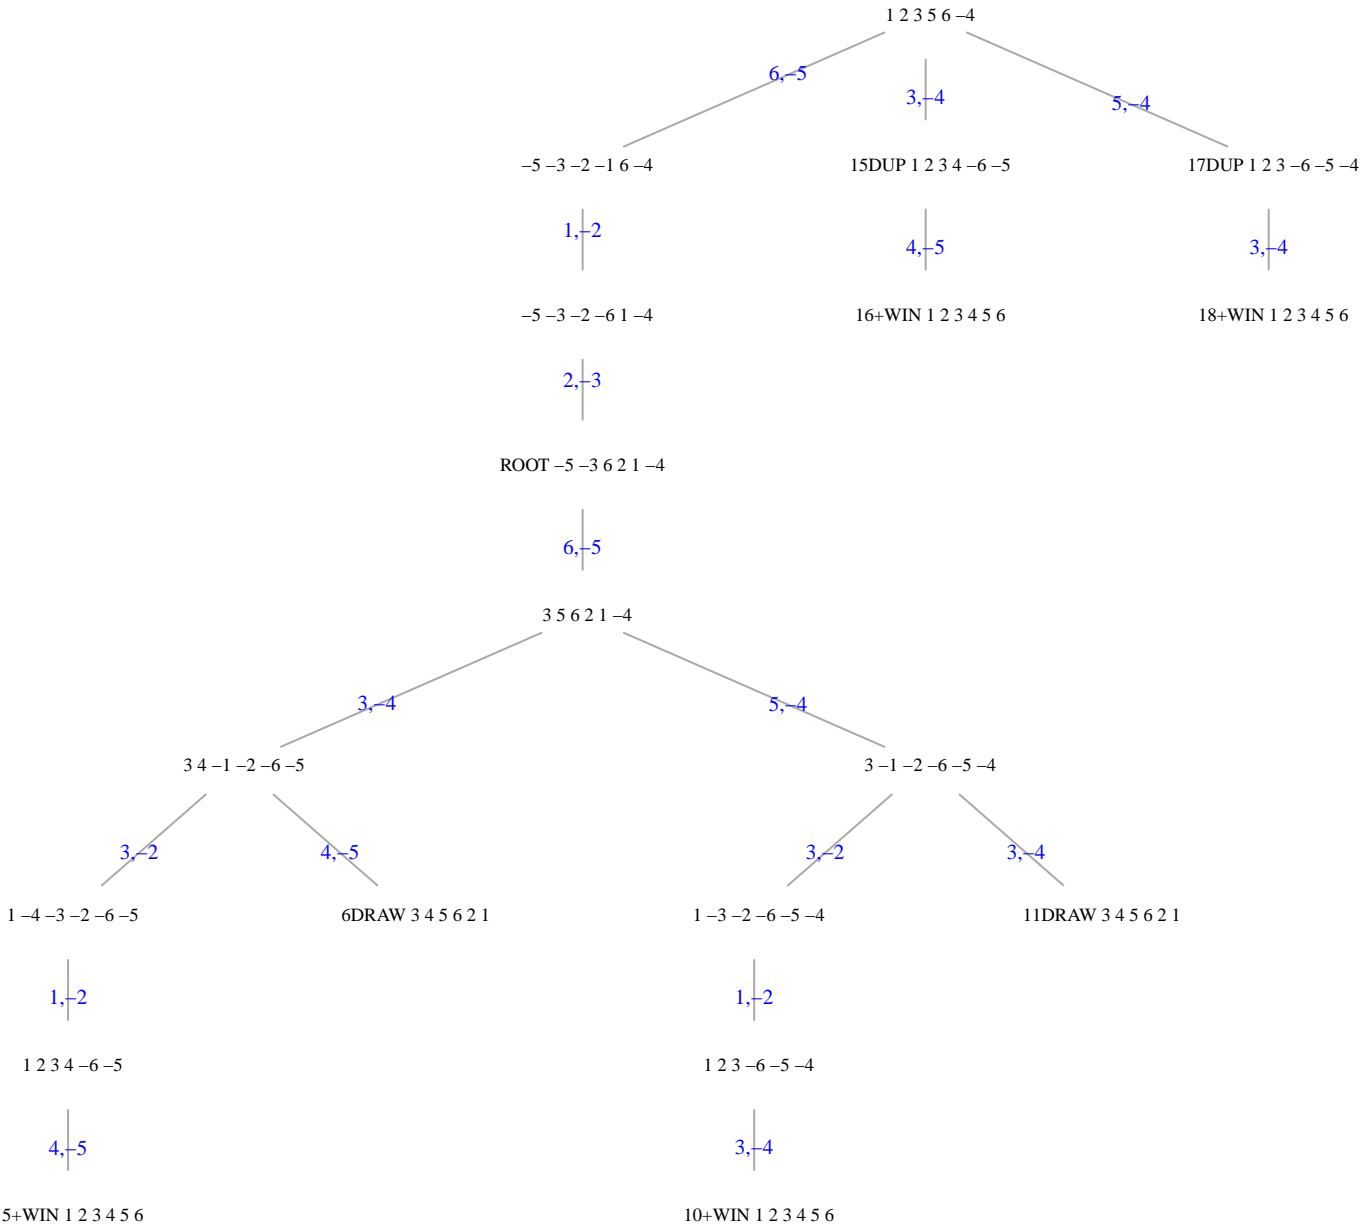 1 2 3 5 6 –4
6,–5
3,–4
5,–4
–5 –3 –2 –1 6 –4
15DUP 1 2 3 4 –6 –5
17DUP 1 2 3 –6 –5 –4
1,–2
4,–5
3,–4
–5 –3 –2 –6 1 –4
16+WIN 1 2 3 4 5 6
18+WIN 1 2 3 4 5 6
2,–3
ROOT –5 –3 6 2 1 –4
6,–5
3 5 6 2 1 –4
3,–4
5,–4
3 4 –1 –2 –6 –5
3 –1 –2 –6 –5 –4
3,–2
4,–5
3,–2
3,–4
1 –4 –3 –2 –6 –5
6DRAW 3 4 5 6 2 1
1 –3 –2 –6 –5 –4
11DRAW 3 4 5 6 2 1
1,–2
1,–2
1 2 3 4 –6 –5
1 2 3 –6 –5 –4
4,–5
3,–4
5+WIN 1 2 3 4 5 6
10+WIN 1 2 3 4 5 6